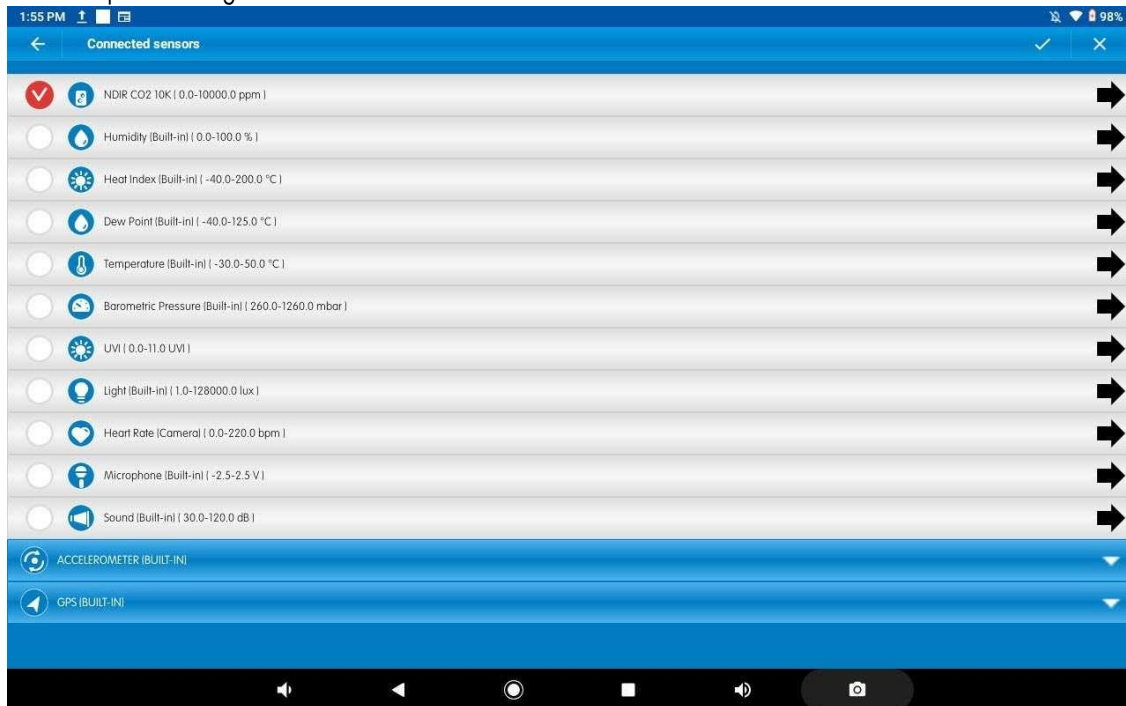 1:55 PM 98%
Connected sensors
NDIR CO2 10K ( 0.0-10000.0 ppm )
Humidity (Built-in) ( 0.0-100.0 % )
Heat Index (Built-in) ( -40.0-200.0 °C )
Dew Point (Built-in) ( -40.0-125.0 °C )
Temperature (Built-in) ( -30.0-50.0 °C )
Barometric Pressure (Built-in) ( 260.0-1260.0 mbar )
UVI ( 0.0-11.0 UVI )
Light (Built-in) ( 1.0-128000.0 lux )
Heart Rate (Camera) ( 0.0-220.0 bpm )
Microphone (Built-in) ( -2.5-2.5 V )
Sound (Built-in) ( 30.0-120.0 dB )
ACCELEROMETER (BUILT-IN)
GPS (BUILT-IN)